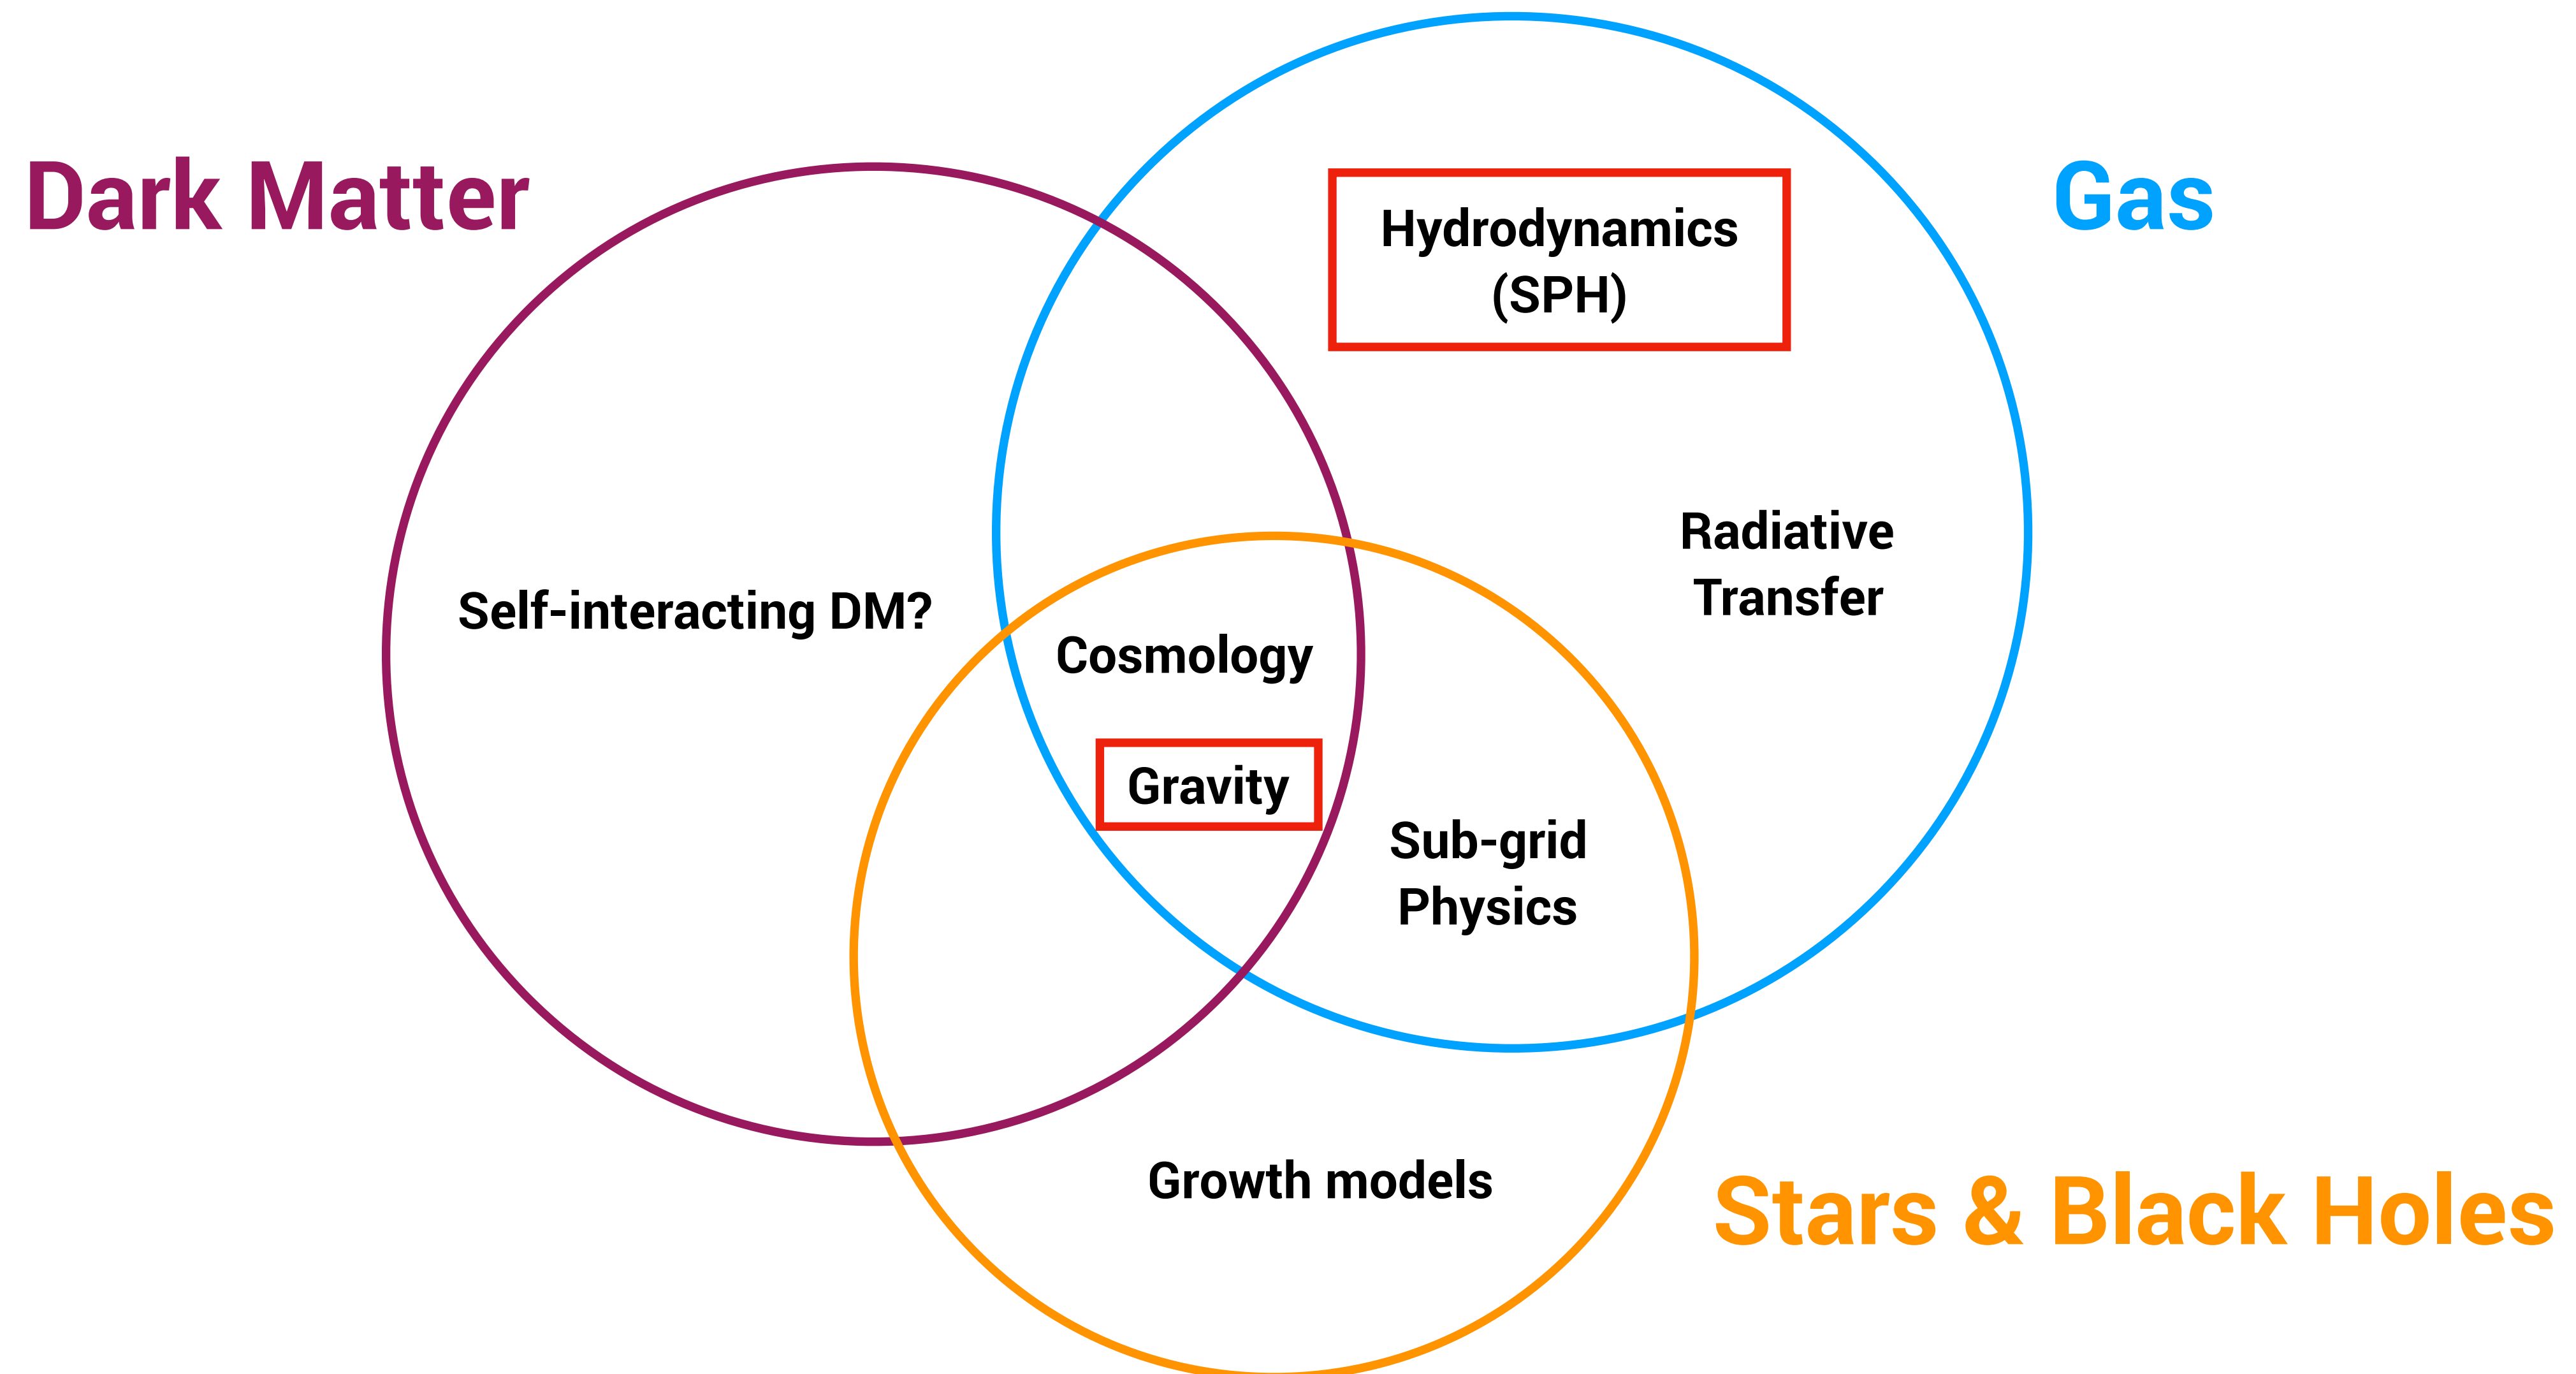 Dark Matter
Gas
Hydrodynamics
(SPH)
Radiative
Transfer
Self-interacting DM?
Cosmology
Gravity
Sub-grid
Physics
Growth models
Stars & Black Holes